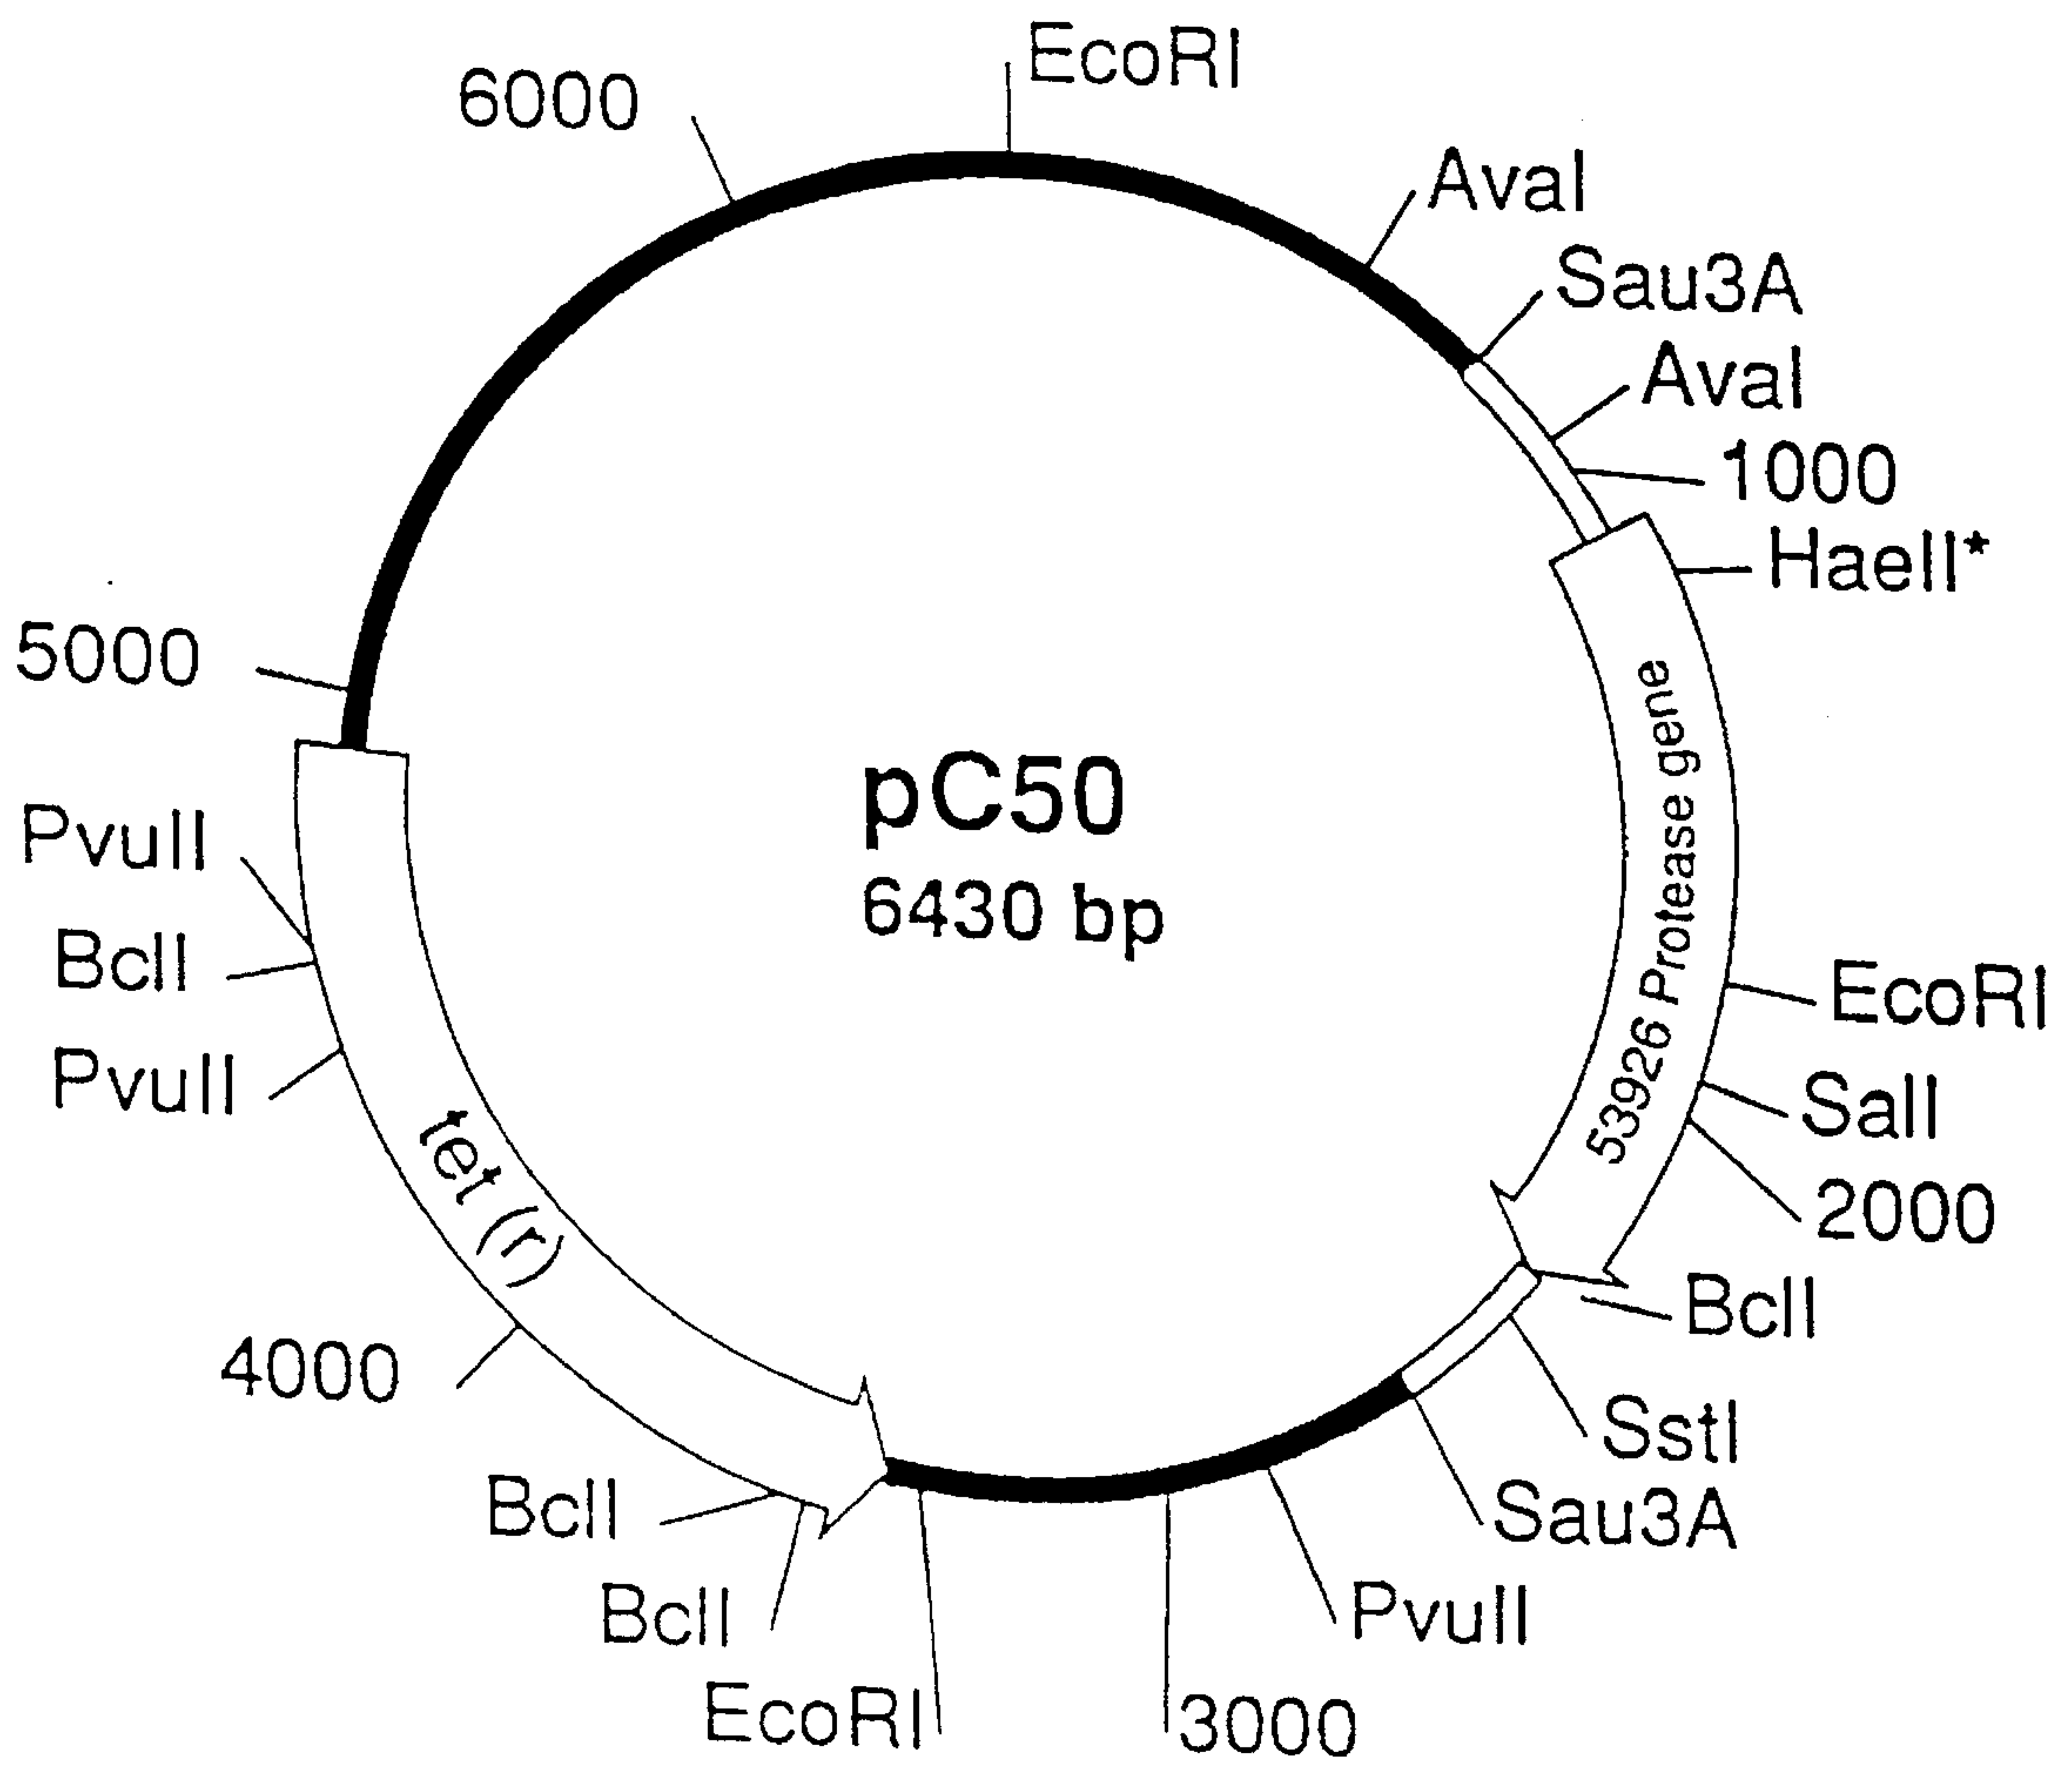 EcoRI
6000
AvaI
Sau3A
AvaI
1000
HaeII*
5000
53926 Protease gene
pC50
6430 bp
PvuII
BclI
EcoRI
PvuII
SalI
tet (r)
2000
BclI
4000
SstI
BclI
Sau3A
BclI
PvuII
EcoRI
3000